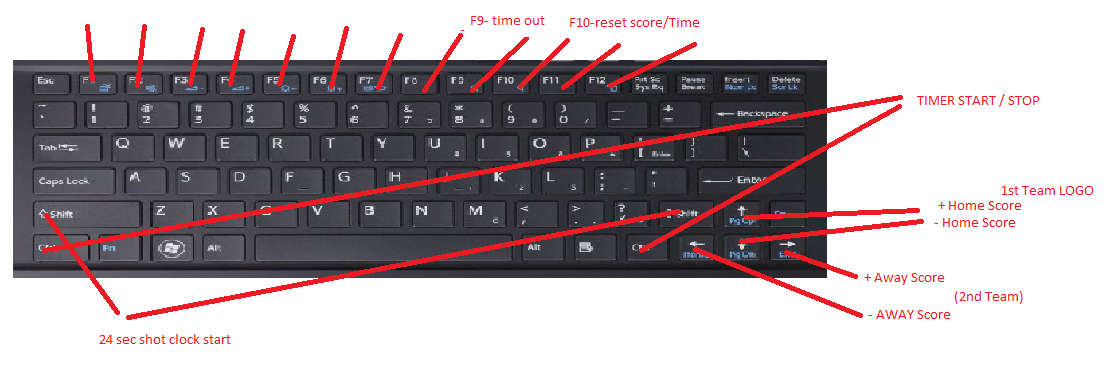 F9- time out
F10-reset score/Time
Esc F1 F2 F3 F4 F5 F6 F7 F8 F9 F10 F11 F12 Prt Sc Sys Rq Pause Break Insert Num Lk Delete Scr Lk
TIMER START / STOP
~ ` ! 1 @ 2 # 3 $ 4 % 5 ^ 6 & 7 * 8 ( 9 ) 0 _ - + = Backspace
Tab Q W E R T Y U I O P
Caps Lock A S D F G H K L Enter
1st Team LOGO
+ Home Score
- Home Score
Shift Z X C V B N M < , > . ? / Shift Pg Up
Ctrl Fn Alt Alt Ctrl Home Pg Dn End
+ Away Score
(2nd Team)
- AWAY Score
24 sec shot clock start